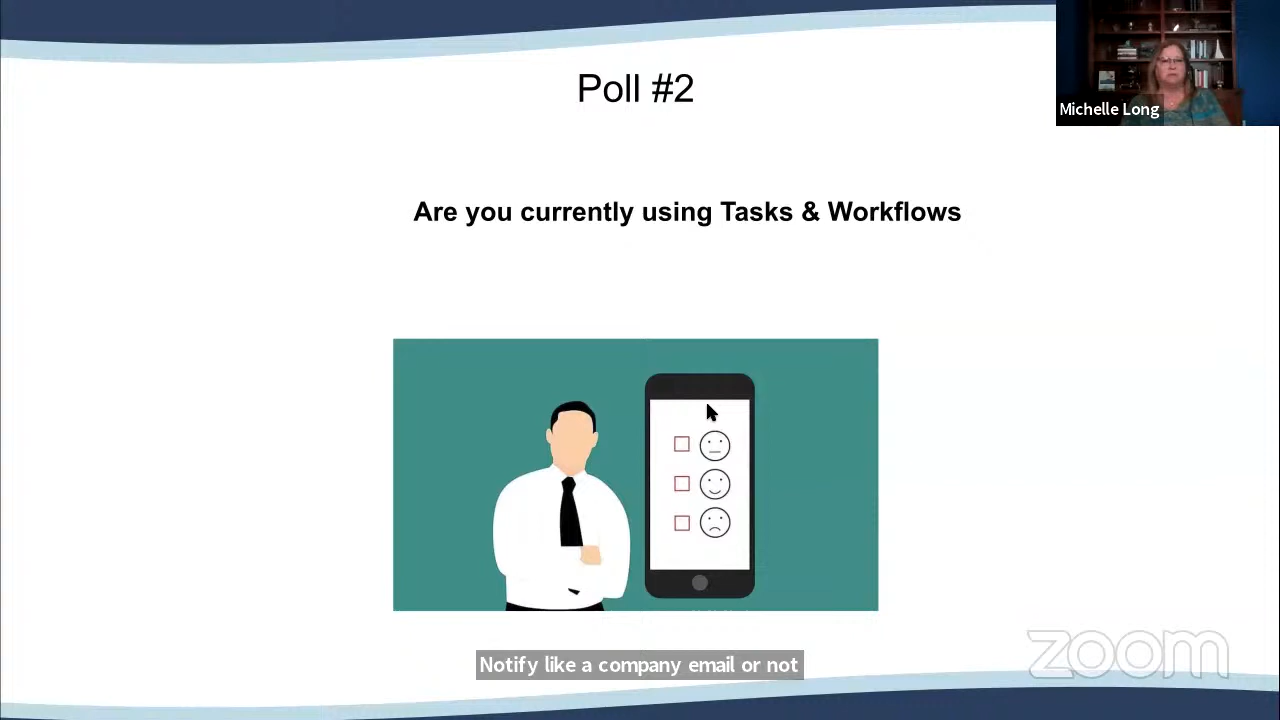 Poll #2
Michelle Long
Are you currently using Tasks & Workflows
zoom
Notify like a company email or not